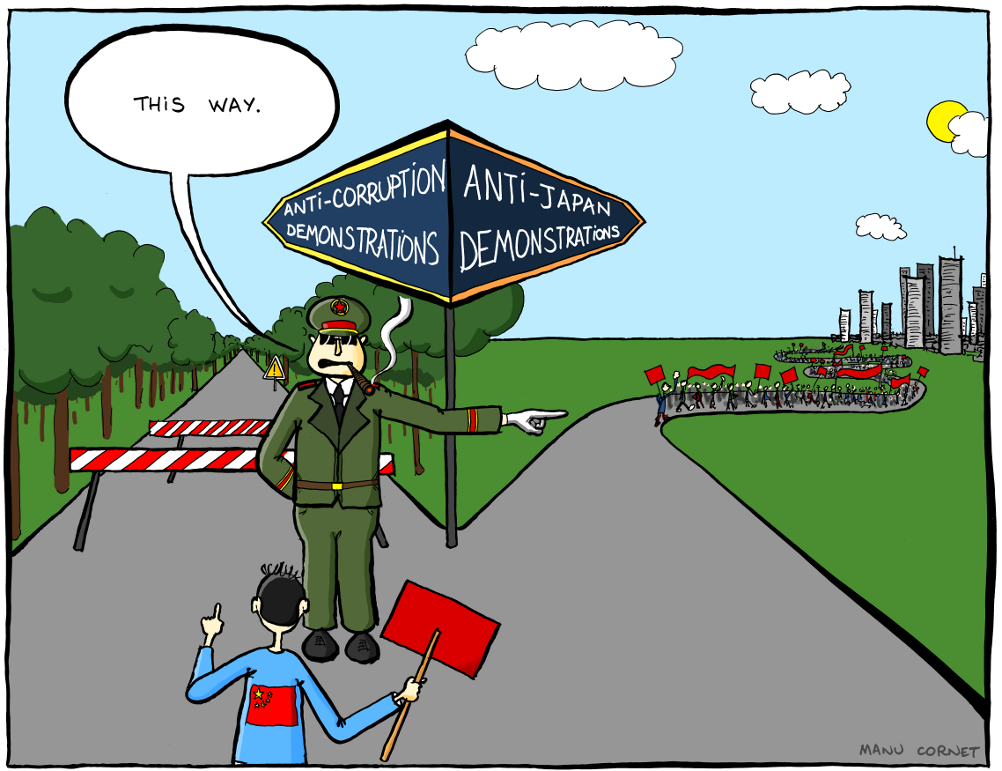 THIS WAY.
ANTI-CORRUPTION
DEMONSTRATIONS
ANTI-JAPAN
DEMONSTRATIONS
MANU CORNET